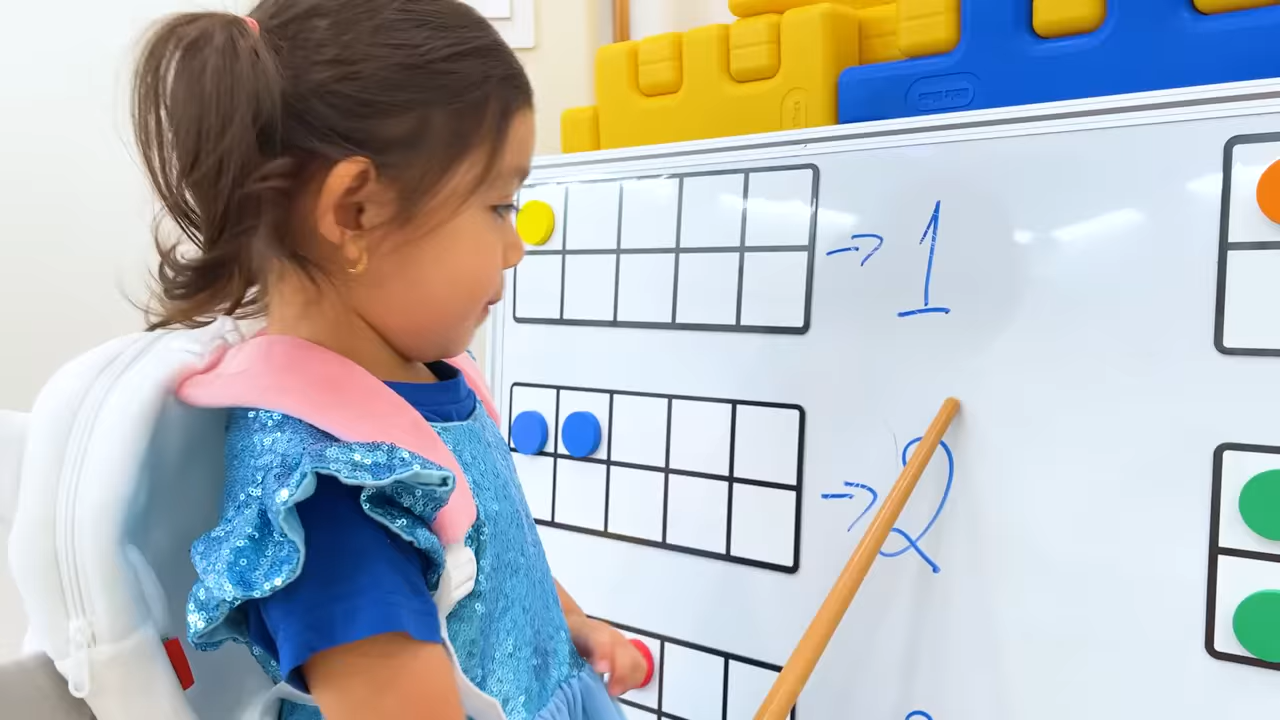 → 1
→ 2